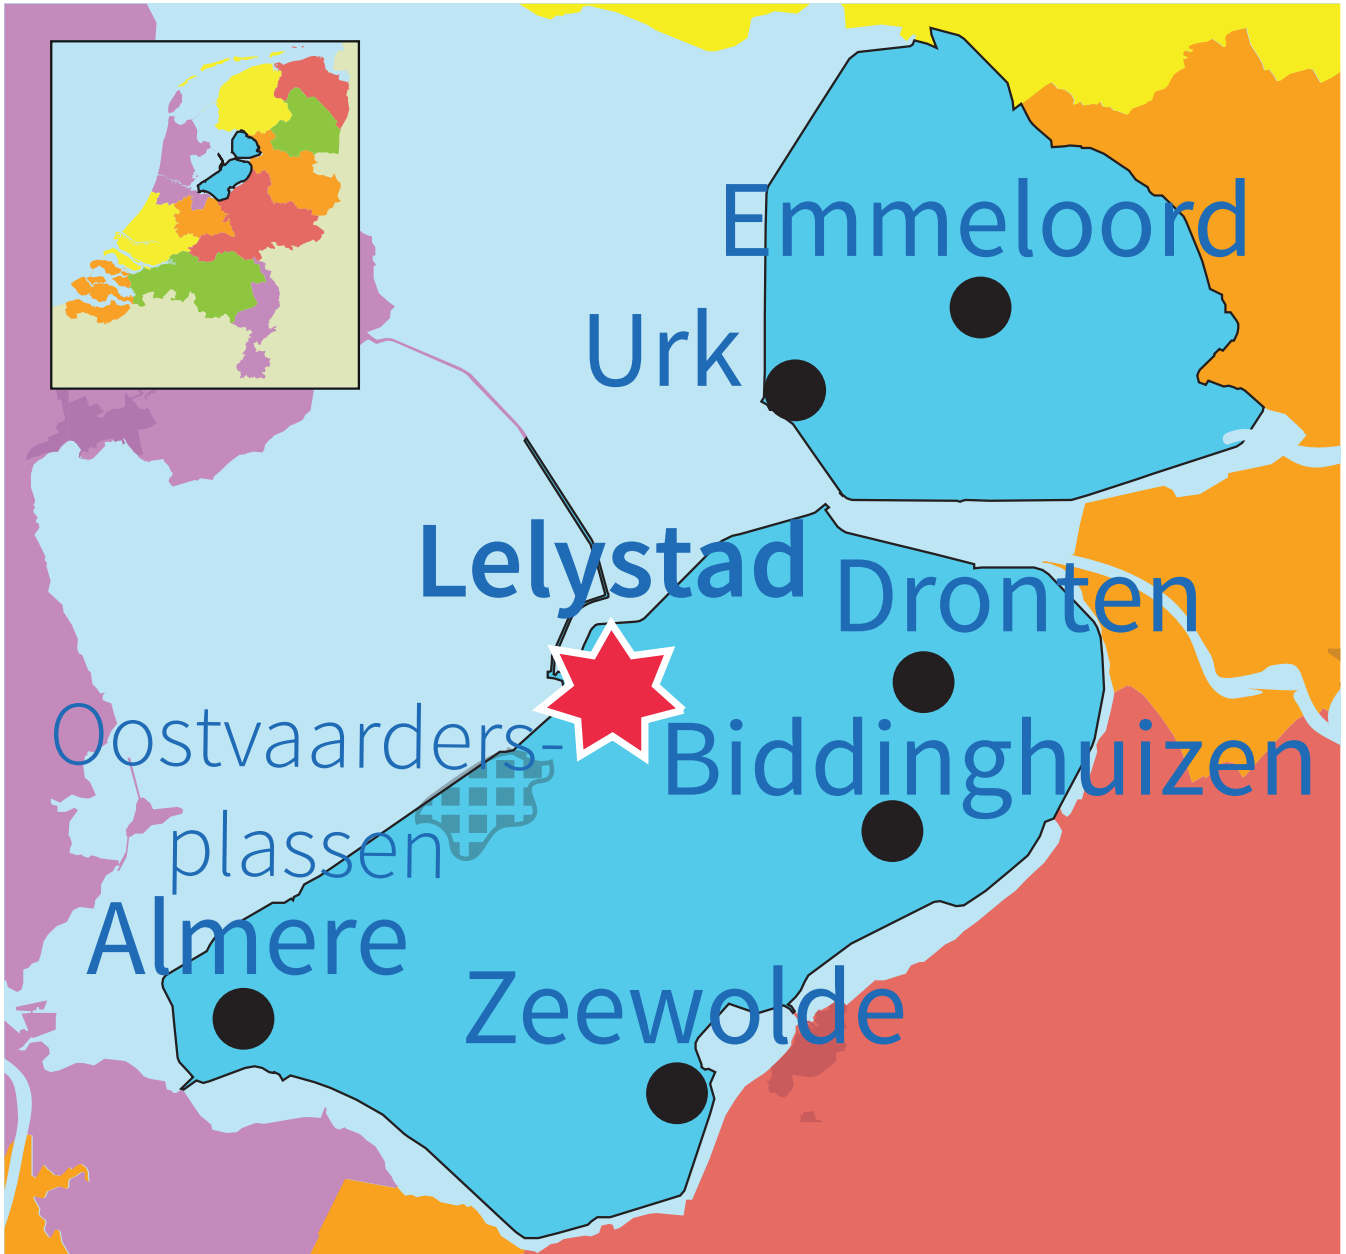 Emmeloord
Urk
Lelystad
Dronten
Oostvaarders-
plassen
Biddinghuizen
Almere
Zeewolde